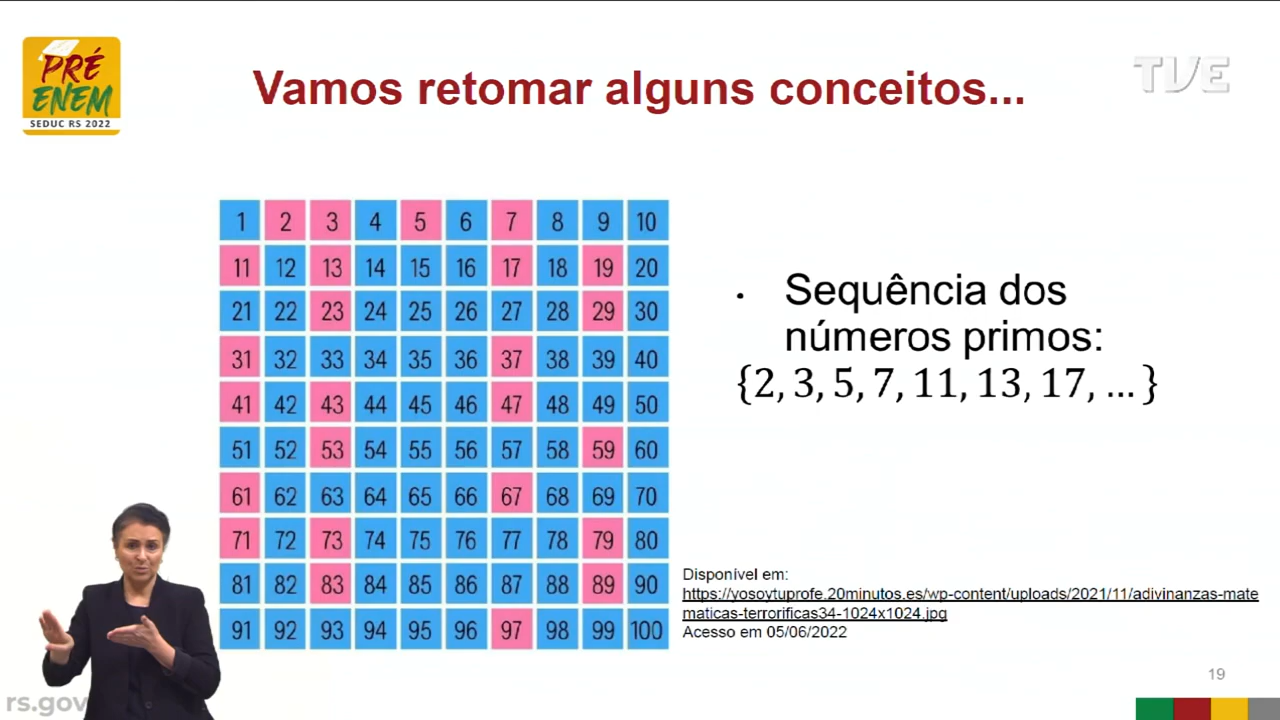 PRÉ
ENEM
SEDUC RS 2022
Vamos retomar alguns conceitos...
TVE
1 2 3 4 5 6 7 8 9 10
11 12 13 14 15 16 17 18 19 20
21 22 23 24 25 26 27 28 29 30
31 32 33 34 35 36 37 38 39 40
41 42 43 44 45 46 47 48 49 50
51 52 53 54 55 56 57 58 59 60
61 62 63 64 65 66 67 68 69 70
71 72 73 74 75 76 77 78 79 80
81 82 83 84 85 86 87 88 89 90
91 92 93 94 95 96 97 98 99 100
• Sequência dos
números primos:
{2, 3, 5, 7, 11, 13, 17, ... }
Disponível em:
https://yosoytuprofe.20minutos.es/wp-content/uploads/2021/11/adivinanzas-mate
maticas-terrorificas34-1024x1024.jpg
Acesso em 05/06/2022
19
rs.gov